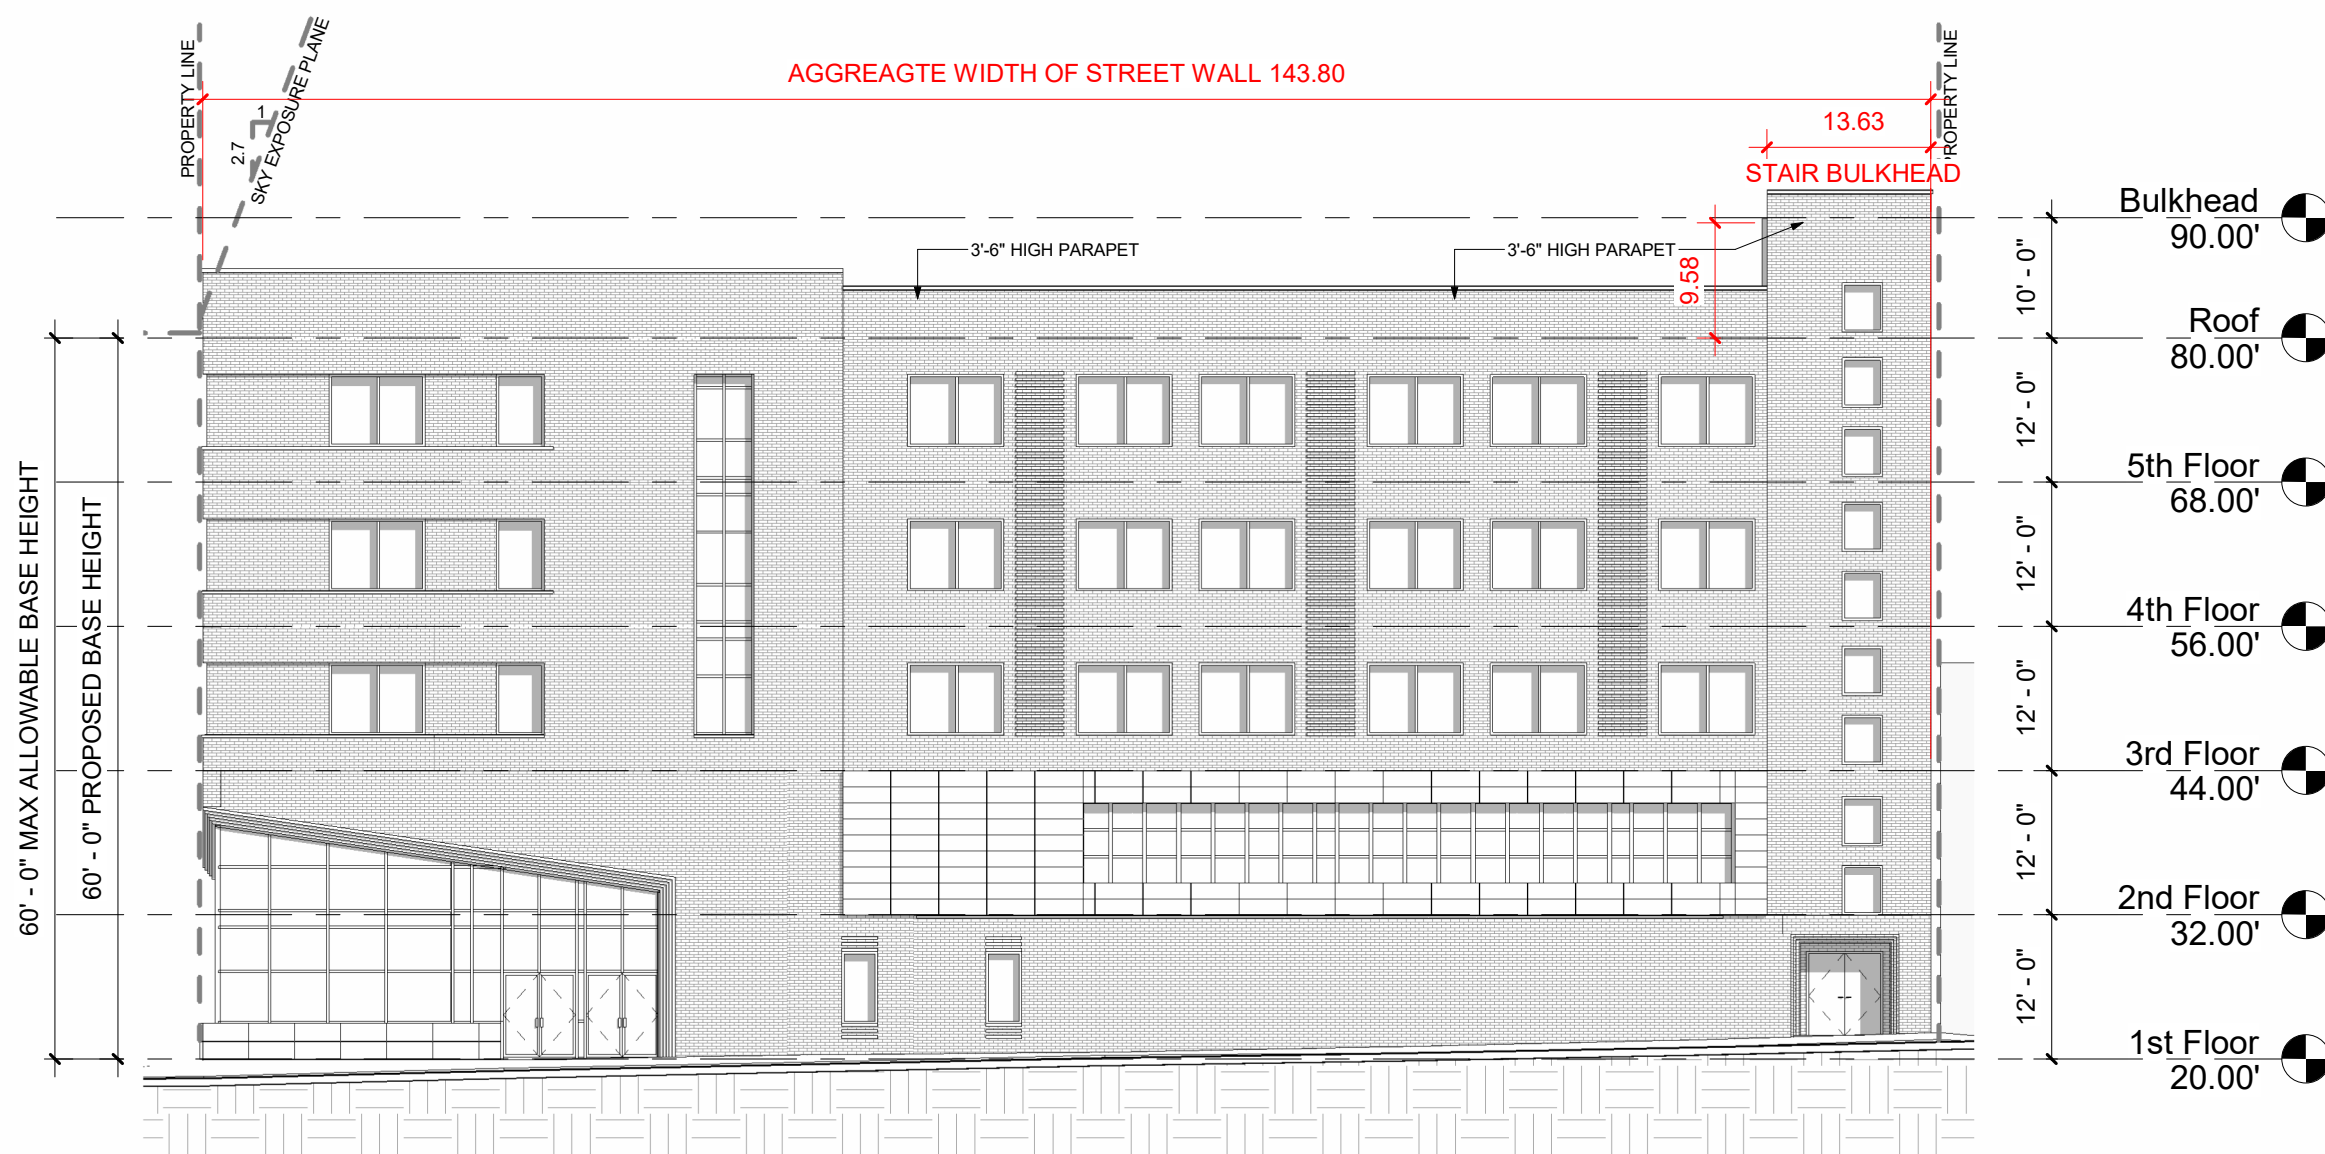 PROPERTY LINE
SKY EXPOSURE PLANE
1
2.7
AGGREAGTE WIDTH OF STREET WALL 143.80
13.63
STAIR BULKHEAD
PROPERTY LINE
3'-6" HIGH PARAPET
3'-6" HIGH PARAPET
9.58
60' - 0" MAX ALLOWABLE BASE HEIGHT
60' - 0" PROPOSED BASE HEIGHT
Bulkhead
90.00'
10' - 0"
Roof
80.00'
12' - 0"
5th Floor
68.00'
12' - 0"
4th Floor
56.00'
12' - 0"
3rd Floor
44.00'
12' - 0"
2nd Floor
32.00'
12' - 0"
1st Floor
20.00'